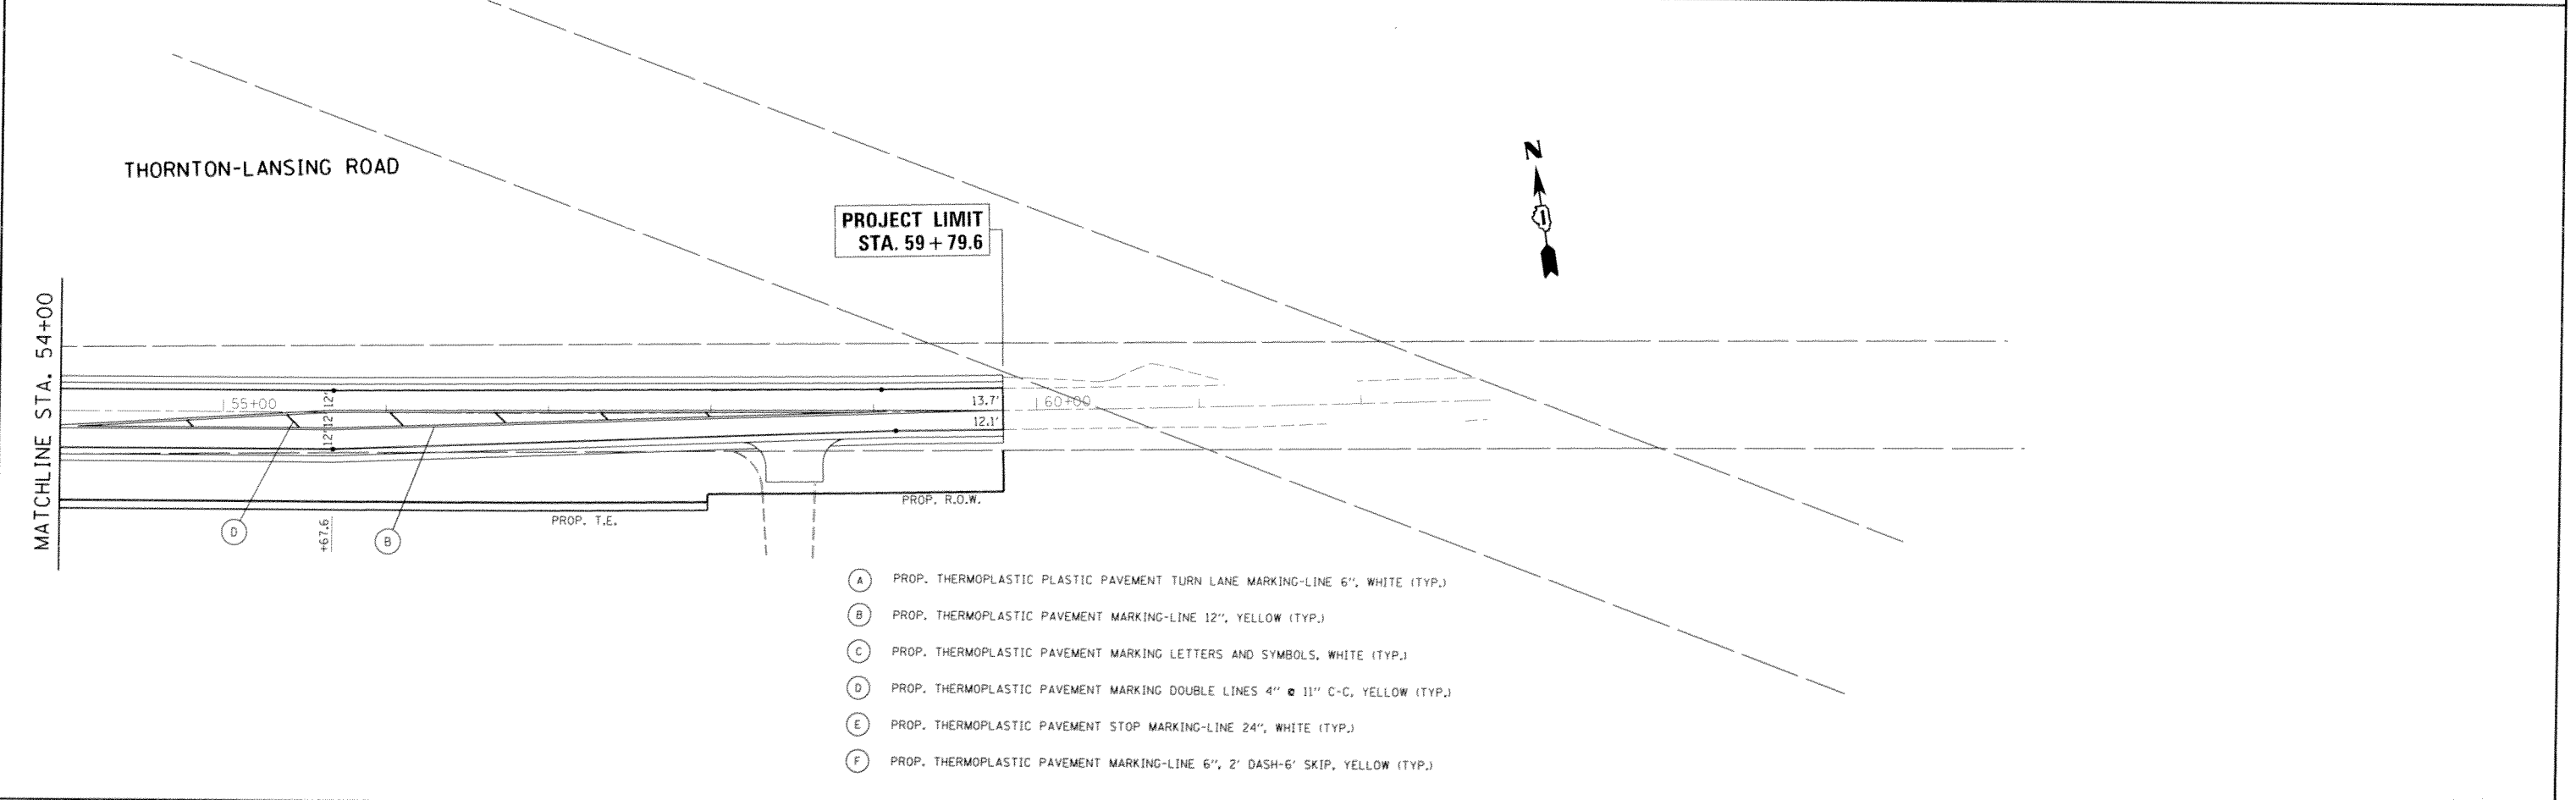 THORNTON-LANSING ROAD
N
1
PROJECT LIMIT
STA. 59 + 79.6
MATCHLINE STA. 54+00
55+00
12'
12'
12'
13.7'
12.1'
60+00
PROP. R.O.W.
PROP. T.E.
+67.6
D
B
A PROP. THERMOPLASTIC PLASTIC PAVEMENT TURN LANE MARKING-LINE 6", WHITE (TYP.)
B PROP. THERMOPLASTIC PAVEMENT MARKING-LINE 12", YELLOW (TYP.)
C PROP. THERMOPLASTIC PAVEMENT MARKING LETTERS AND SYMBOLS, WHITE (TYP.)
D PROP. THERMOPLASTIC PAVEMENT MARKING DOUBLE LINES 4" @ 11" C-C, YELLOW (TYP.)
E PROP. THERMOPLASTIC PAVEMENT STOP MARKING-LINE 24", WHITE (TYP.)
F PROP. THERMOPLASTIC PAVEMENT MARKING-LINE 6", 2' DASH-6' SKIP, YELLOW (TYP.)